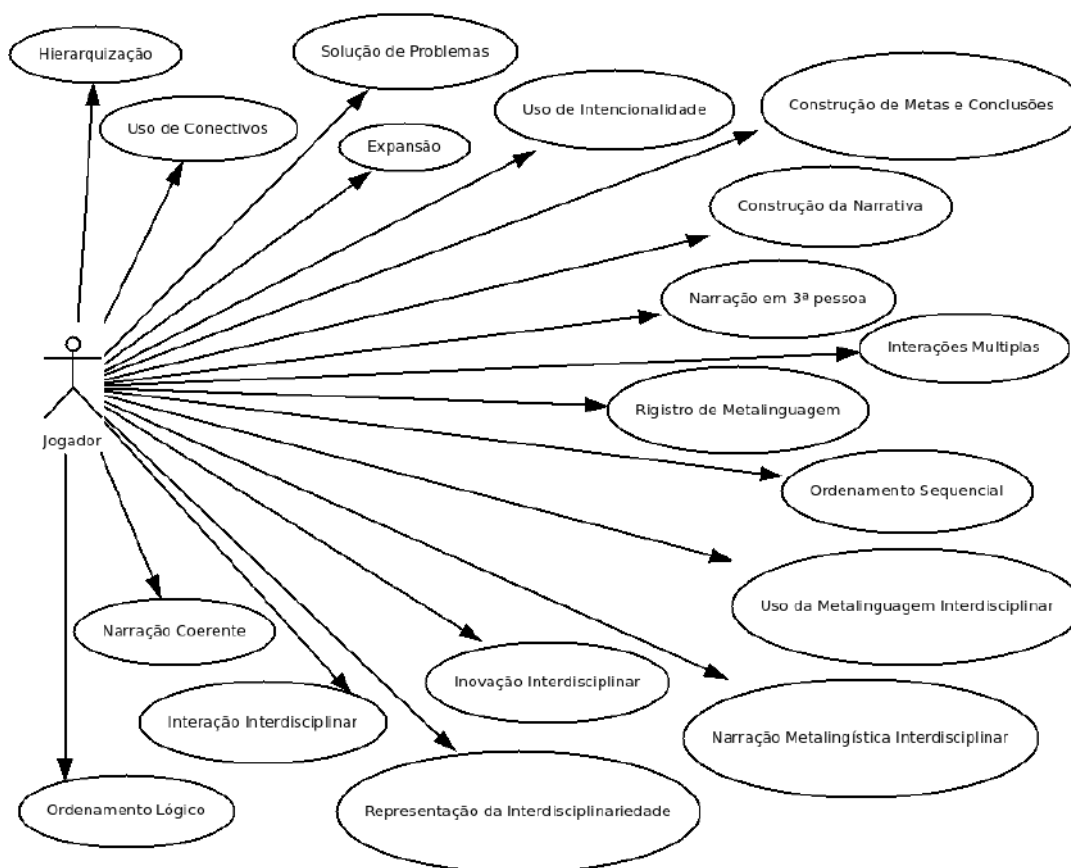 Hierarquização
Solução de Problemas
Uso de Conectivos
Expansão
Uso de Intencionalidade
Construção de Metas e Conclusões
Construção da Narrativa
Narração em 3ª pessoa
Interações Multiplas
Rigistro de Metalinguagem
Jogador
Ordenamento Sequencial
Uso da Metalinguagem Interdisciplinar
Narração Coerente
Inovação Interdisciplinar
Interação Interdisciplinar
Narração Metalingística Interdisciplinar
Ordenamento Lógico
Representação da Interdisciplinariedade